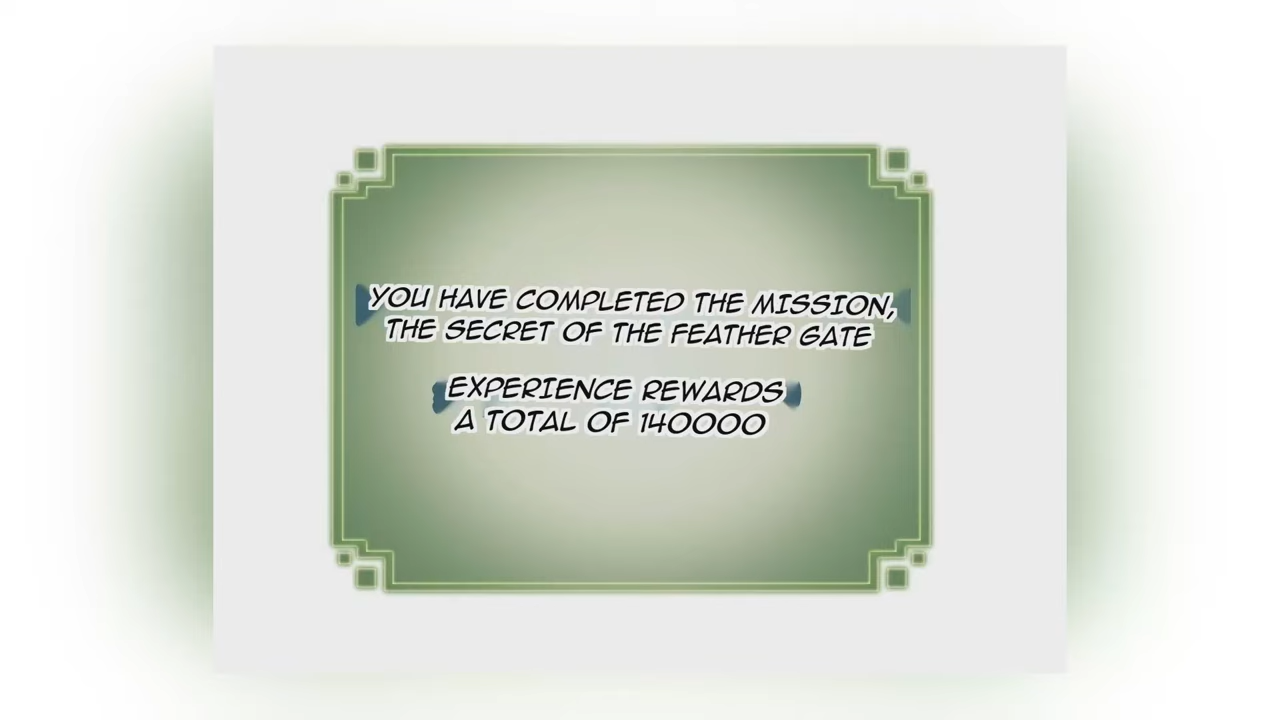 YOU HAVE COMPLETED THE MISSION,
THE SECRET OF THE FEATHER GATE
EXPERIENCE REWARDS
A TOTAL OF 140000